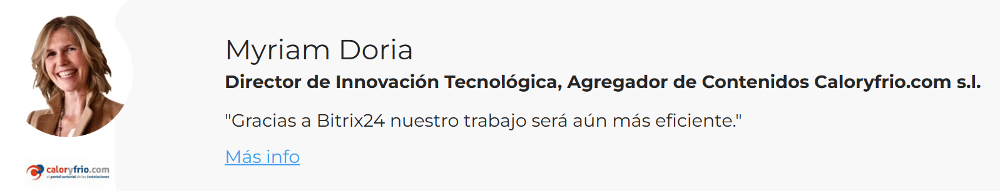 Myriam Doria
Director de Innovación Tecnológica, Agregador de Contenidos Caloryfrio.com s.l.
"Gracias a Bitrix24 nuestro trabajo será aún más eficiente."
Más info
caloryfrio.com
el portal sectorial de las instalaciones